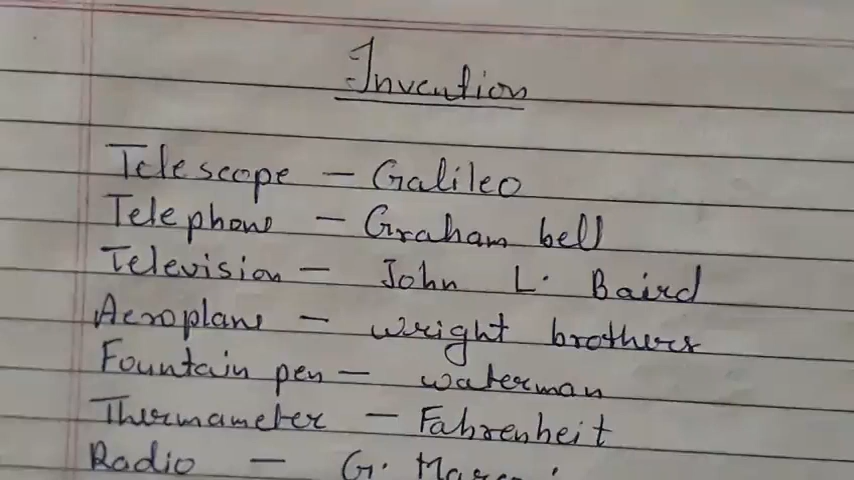 Invention
Telescope - Galileo
Telephone - Graham bell
Television - John L. Baird
Aeroplane - wright brothers
Fountain pen - waterman
Thermameter - Fahrenheit
Radio - G.